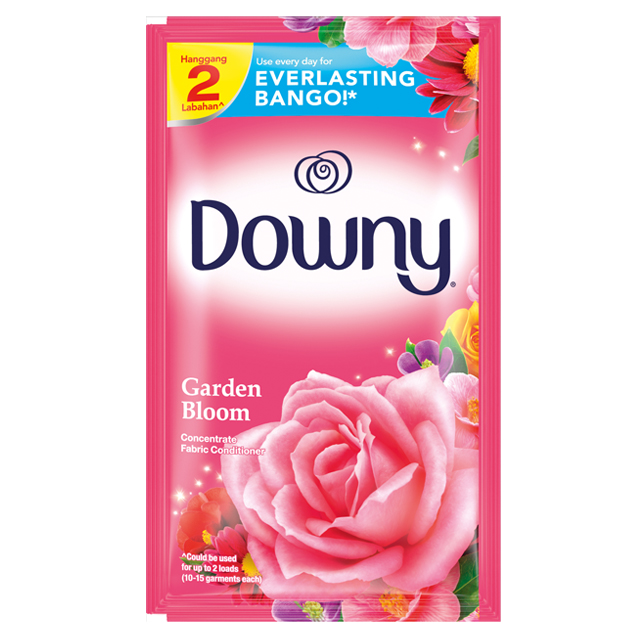 Hanggang
2
Labahan^
Use every day for
EVERLASTING
BANGO!*
Downy®
Garden
Bloom
Concentrate
Fabric Conditioner
^Could be used
for up to 2 loads
(10-15 garments each)